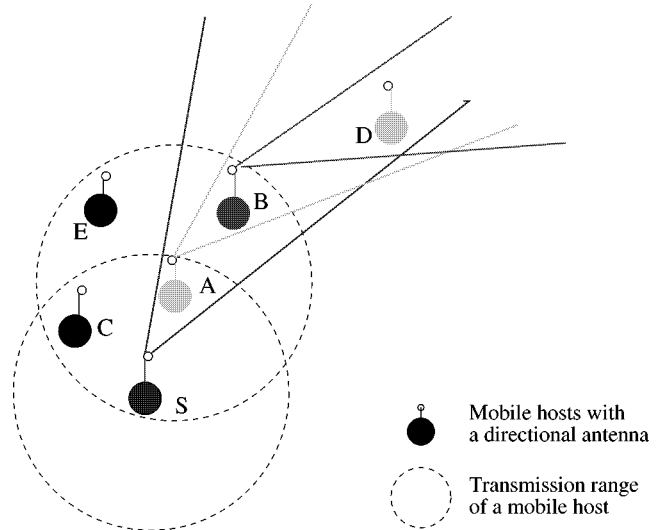 D
B
E
A
C
S
Mobile hosts with
a directional antenna
Transmission range
of a mobile host